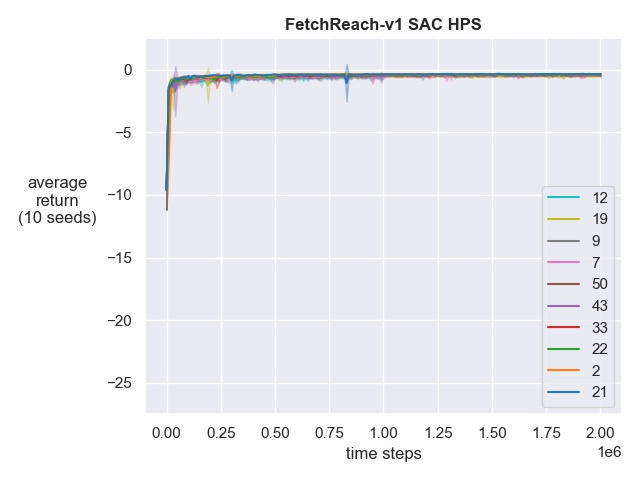 FetchReach-v1 SAC HPS
average
return
(10 seeds)
0
−5
−10
−15
−20
−25
12
19
9
7
50
43
33
22
2
21
0.00 0.25 0.50 0.75 1.00 1.25 1.50 1.75 2.00
time steps
1e6